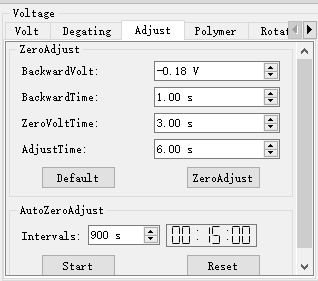 Voltage
Volt Degating Adjust Polymer Rotat
ZeroAdjust
BackwardVolt: -0.18 V
BackwardTime: 1.00 s
ZeroVoltTime: 3.00 s
AdjustTime: 6.00 s
Default ZeroAdjust
AutoZeroAdjust
Intervals: 900 s 00:15:00
Start Reset